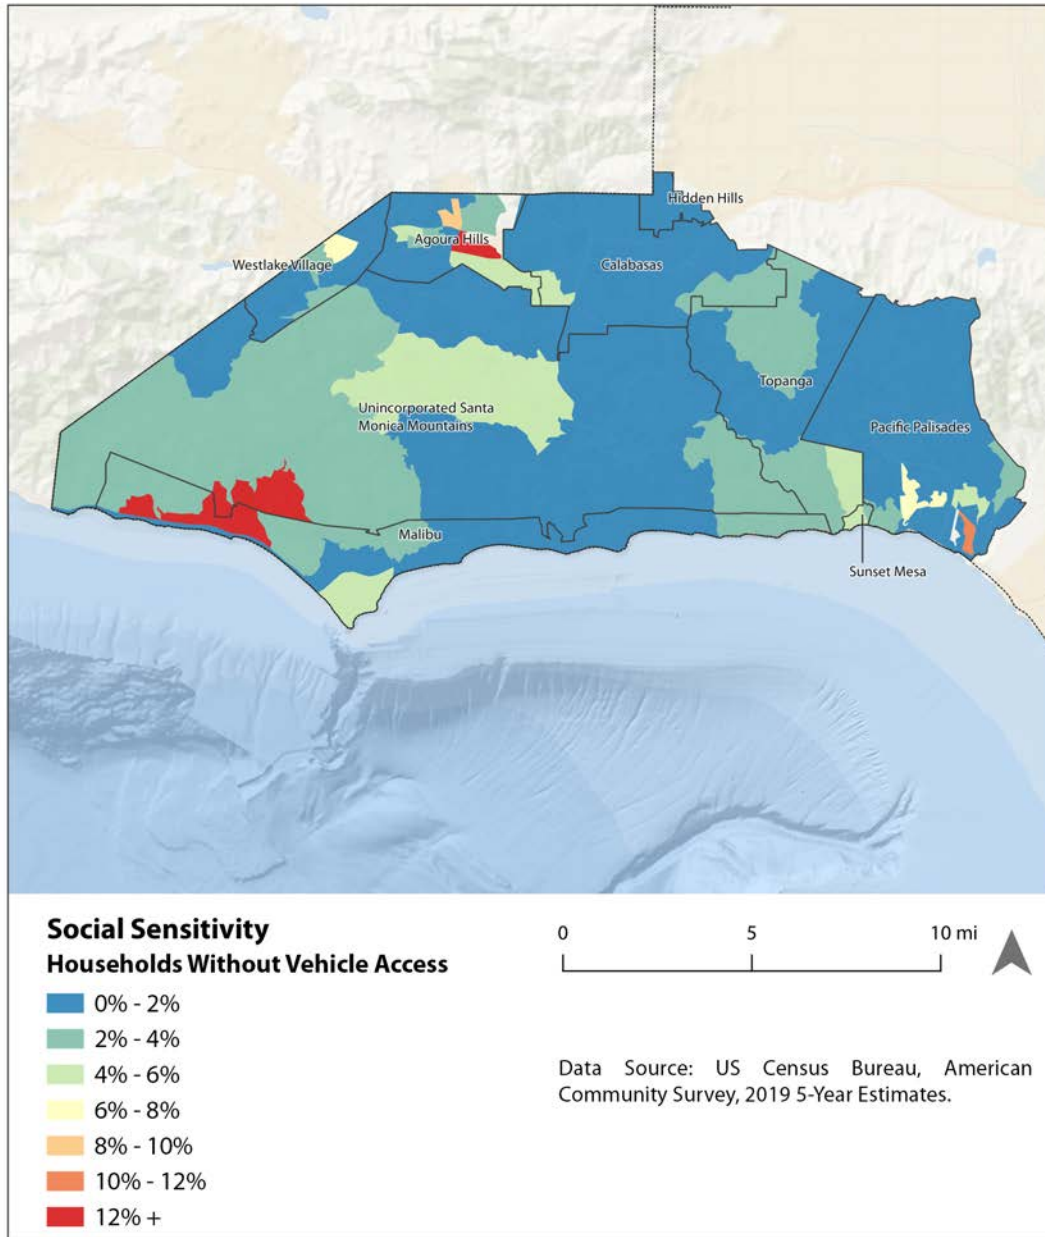 Hidden Hills
Agoura Hills
Westlake Village
Calabasas
Topanga
Unincorporated Santa
Monica Mountains
Pacific Palisades
Malibu
Sunset Mesa
Social Sensitivity
Households Without Vehicle Access
0% - 2%
2% - 4%
4% - 6%
6% - 8%
8% - 10%
10% - 12%
12% +
0 5 10 mi
Data Source: US Census Bureau, American
Community Survey, 2019 5-Year Estimates.